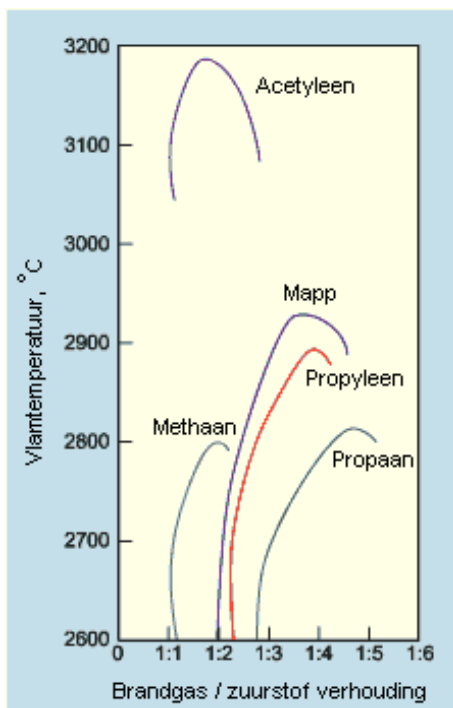 3200
Acetyleen
3100
3000
Vlamtemperatuur, °C
Mapp
2900
Propyleen
Methaan
2800
Propaan
2700
2600
0 1:1 1:2 1:3 1:4 1:5 1:6
Brandgas / zuurstof verhouding